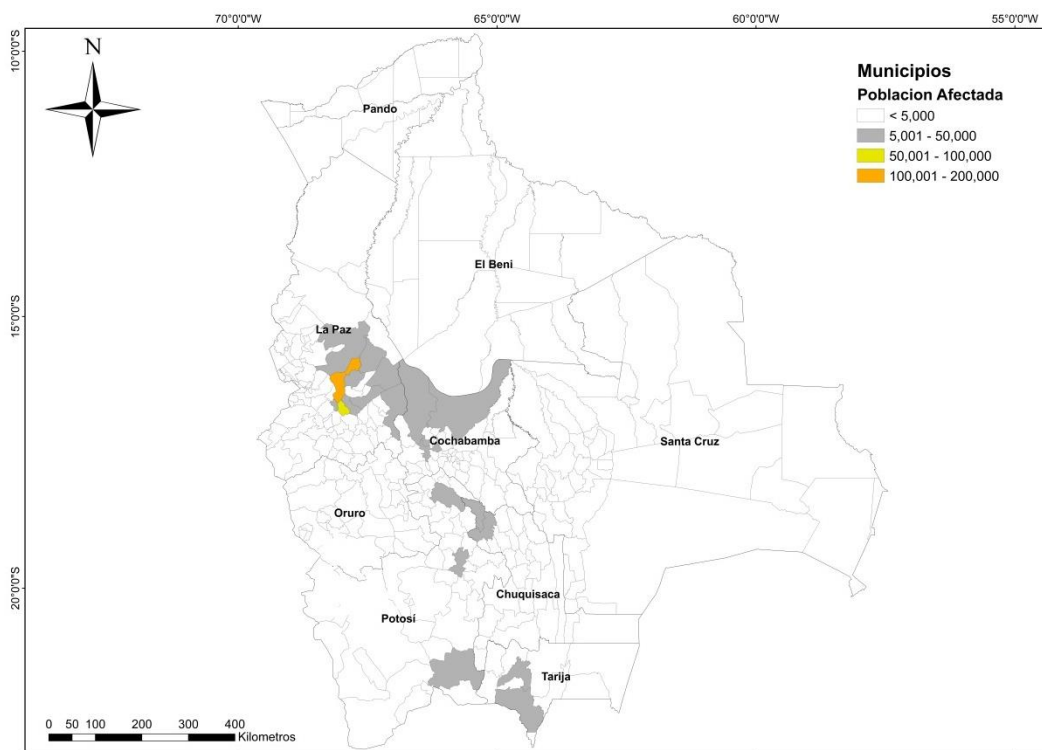 70°0'0"W 65°0'0"W 60°0'0"W 55°0'0"W
10°0'0"S
15°0'0"S
20°0'0"S
N
Municipios
Poblacion Afectada
< 5,000
5,001 - 50,000
50,001 - 100,000
100,001 - 200,000
Pando
El Beni
La Paz
Cochabamba
Santa Cruz
Oruro
Chuquisaca
Potosí
Tarija
0 50 100 200 300 400
Kilometros